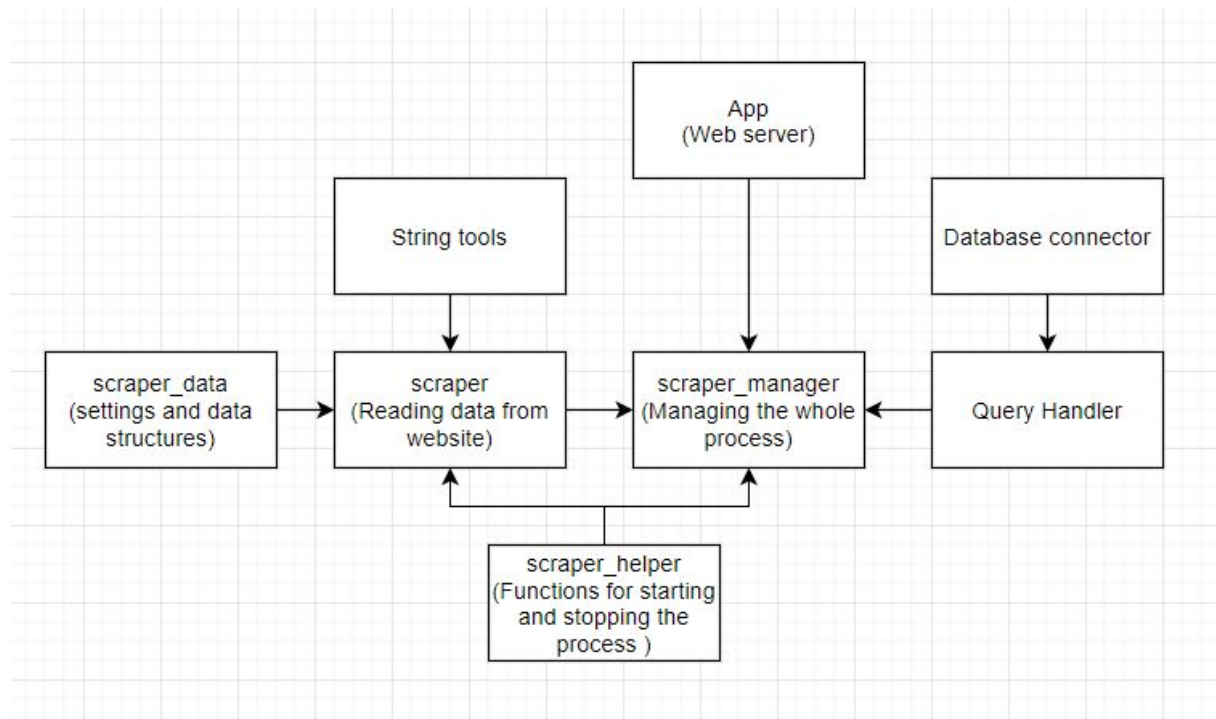 App
(Web server)
String tools
Database connector
scraper_data
(settings and data
structures)
scraper
(Reading data from
website)
scraper_manager
(Managing the whole
process)
Query Handler
scraper_helper
(Functions for starting
and stopping the
process )